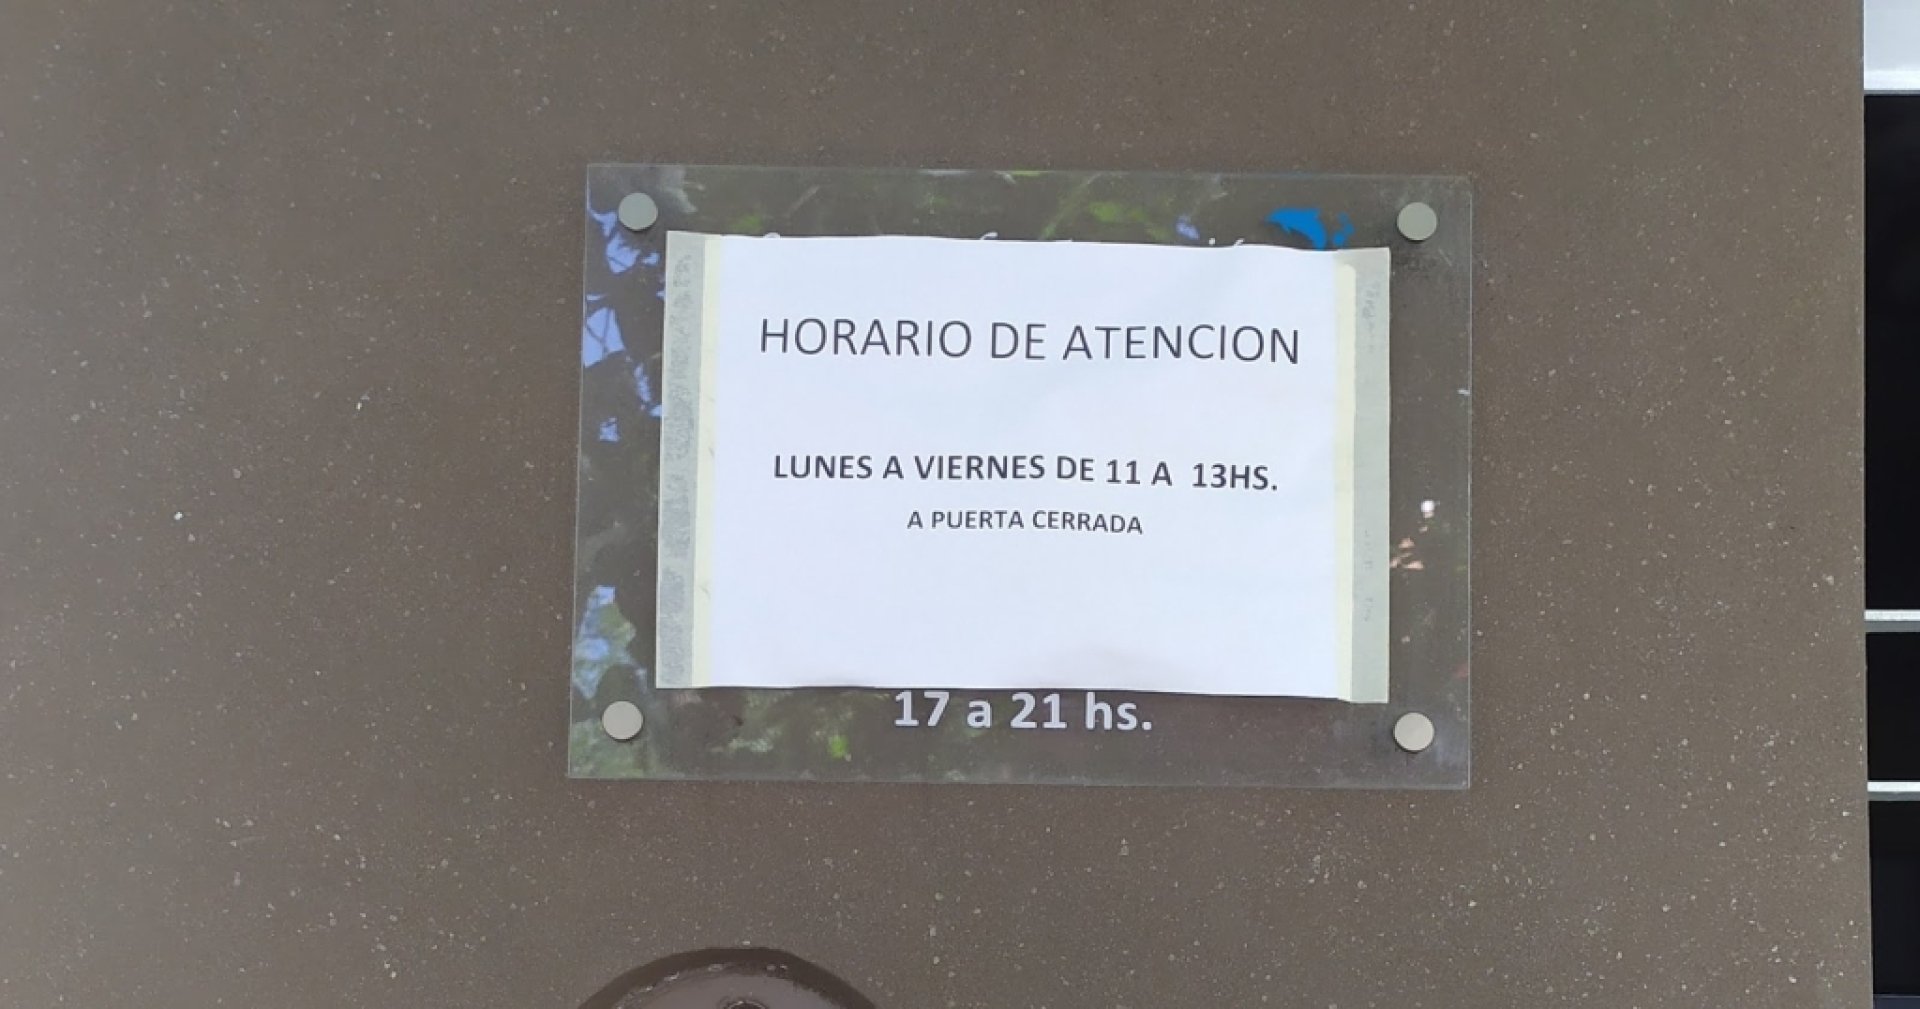 HORARIO DE ATENCION
LUNES A VIERNES DE 11 A 13HS.
A PUERTA CERRADA
17 a 21 hs.